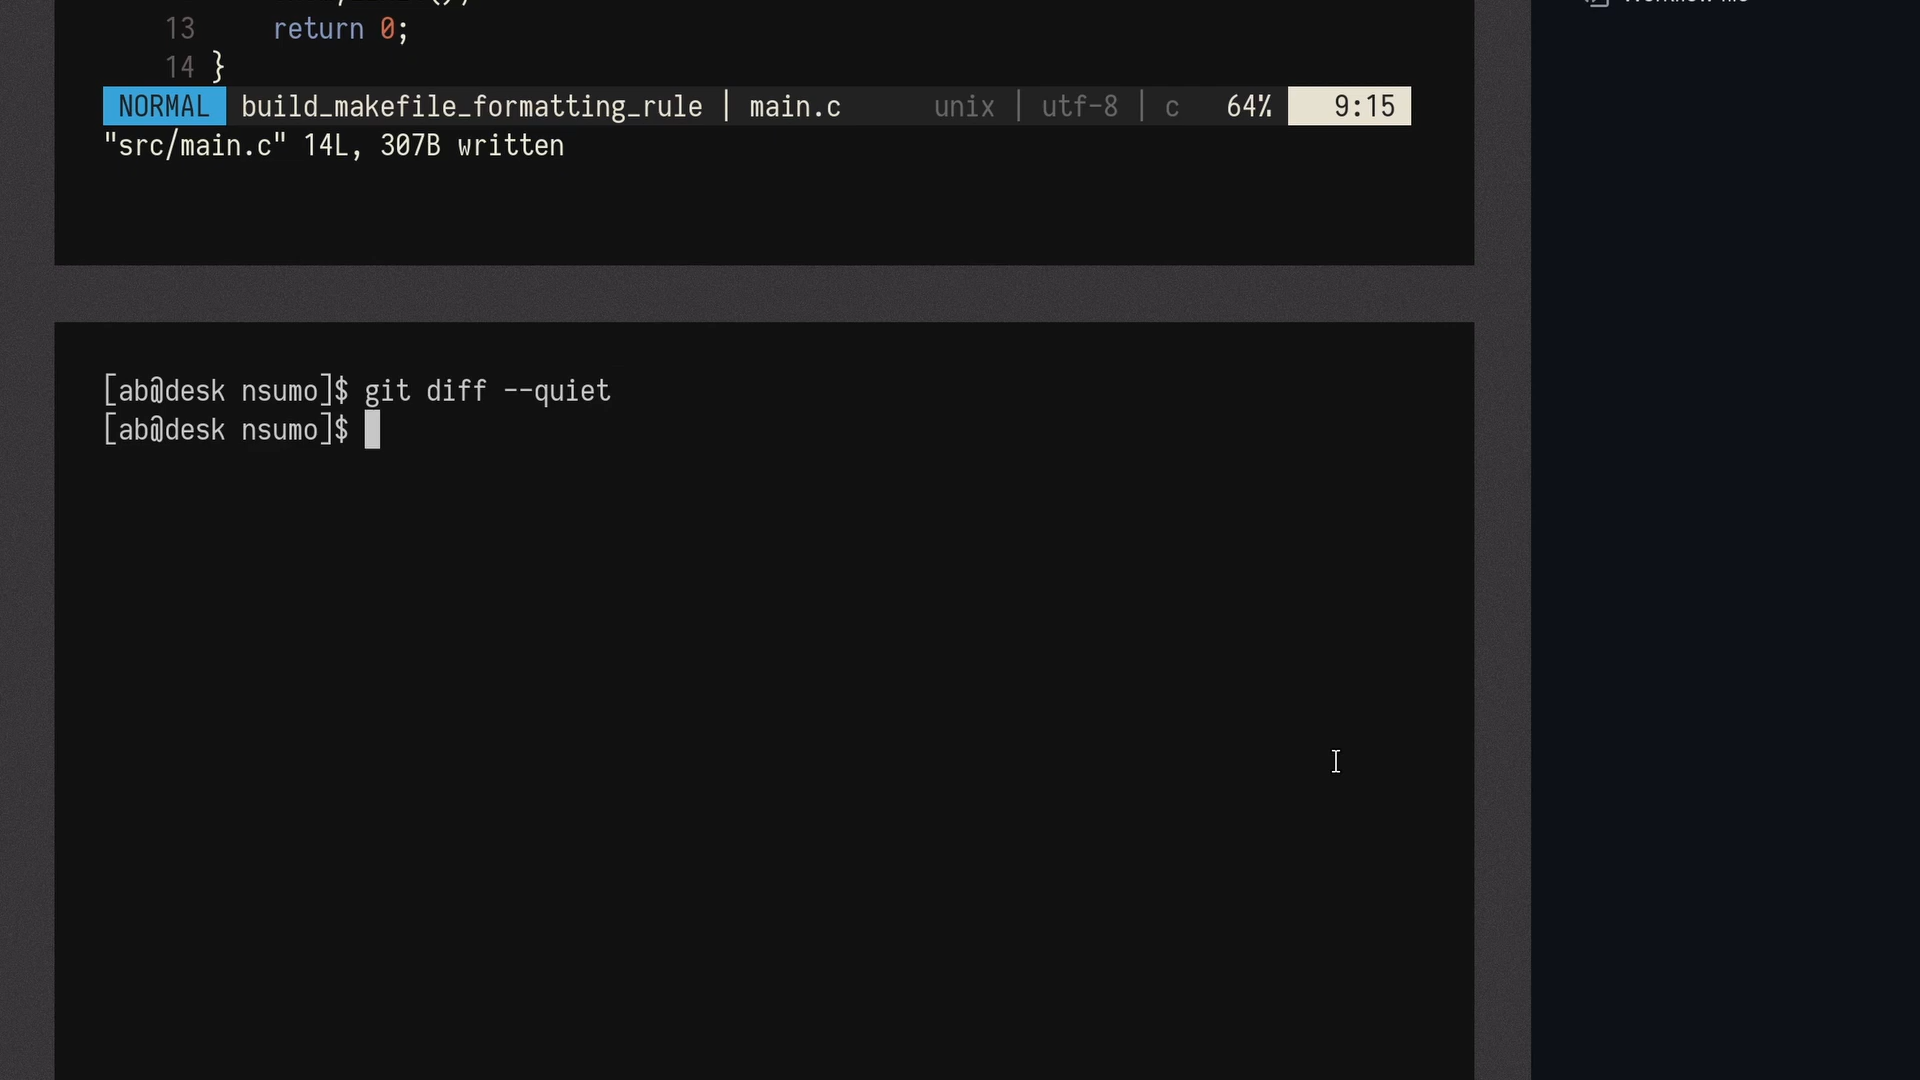 13 return 0;
14 }
NORMAL build_makefile_formatting_rule | main.c unix | utf-8 | c 64% 9:15
"src/main.c" 14L, 307B written
[ab@desk nsumo]$ git diff --quiet
[ab@desk nsumo]$